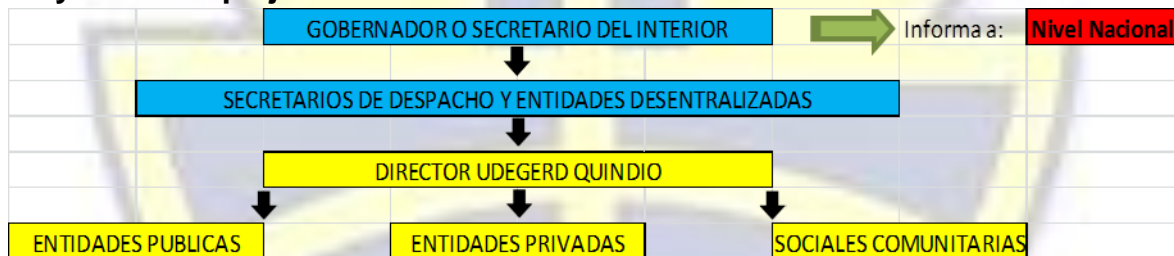 GOBERNADOR O SECRETARIO DEL INTERIOR
Informa a:
Nivel Nacional
SECRETARIOS DE DESPACHO Y ENTIDADES DESENTRALIZADAS
DIRECTOR UDEGERD QUINDIO
ENTIDADES PUBLICAS
ENTIDADES PRIVADAS
SOCIALES COMUNITARIAS